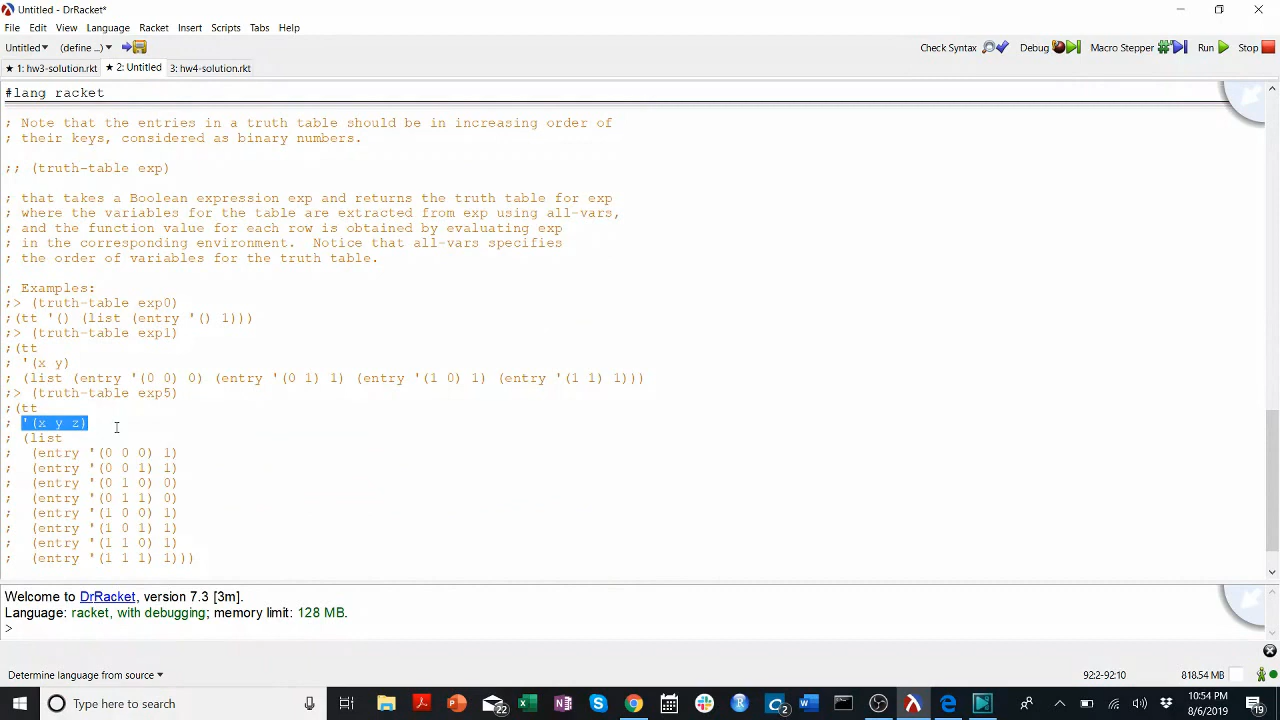 Untitled - DrRacket*
File Edit View Language Racket Insert Scripts Tabs Help
Untitled▾ (define ...)▾ Check Syntax Debug Macro Stepper Run Stop
★ 1: hw3-solution.rkt ★ 2: Untitled 3: hw4-solution.rkt
#lang racket
; Note that the entries in a truth table should be in increasing order of
; their keys, considered as binary numbers.
;; (truth-table exp)
; that takes a Boolean expression exp and returns the truth table for exp
; where the variables for the table are extracted from exp using all-vars,
; and the function value for each row is obtained by evaluating exp
; in the corresponding environment.  Notice that all-vars specifies
; the order of variables for the truth table.
; Examples:
;> (truth-table exp0)
;(tt '() (list (entry '() 1)))
;> (truth-table exp1)
;(tt
; '(x y)
; (list (entry '(0 0) 0) (entry '(0 1) 1) (entry '(1 0) 1) (entry '(1 1) 1)))
;> (truth-table exp5)
;(tt
; '(x y z)
; (list
;  (entry '(0 0 0) 1)
;  (entry '(0 0 1) 1)
;  (entry '(0 1 0) 0)
;  (entry '(0 1 1) 0)
;  (entry '(1 0 0) 1)
;  (entry '(1 0 1) 1)
;  (entry '(1 1 0) 1)
;  (entry '(1 1 1) 1)))
Welcome to DrRacket, version 7.3 [3m].
Language: racket, with debugging; memory limit: 128 MB.
>
Determine language from source▾ 92:2-92:10 818.54 MB
Type here to search 22 2 10:54 PM
8/6/2019 19